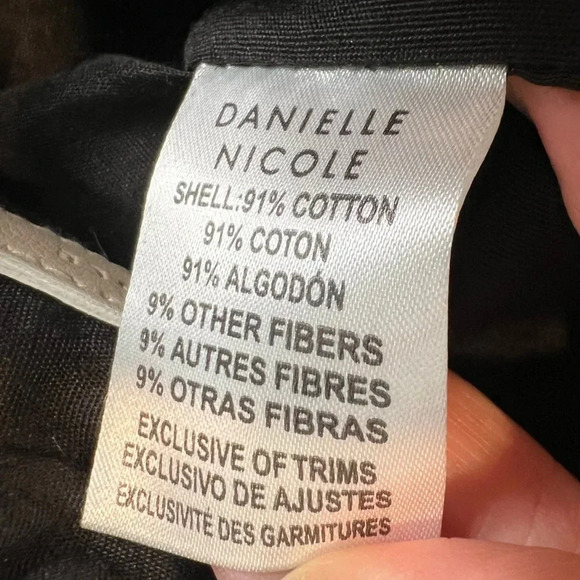 DANIELLE
NICOLE
SHELL:91% COTTON
91% COTON
91% ALGODÓN
9% OTHER FIBERS
9% AUTRES FIBRES
9% OTRAS FIBRAS
EXCLUSIVE OF TRIMS
EXCLUSIVO DE AJUSTES
EXCLUSIVITÉ DES GARMITURES